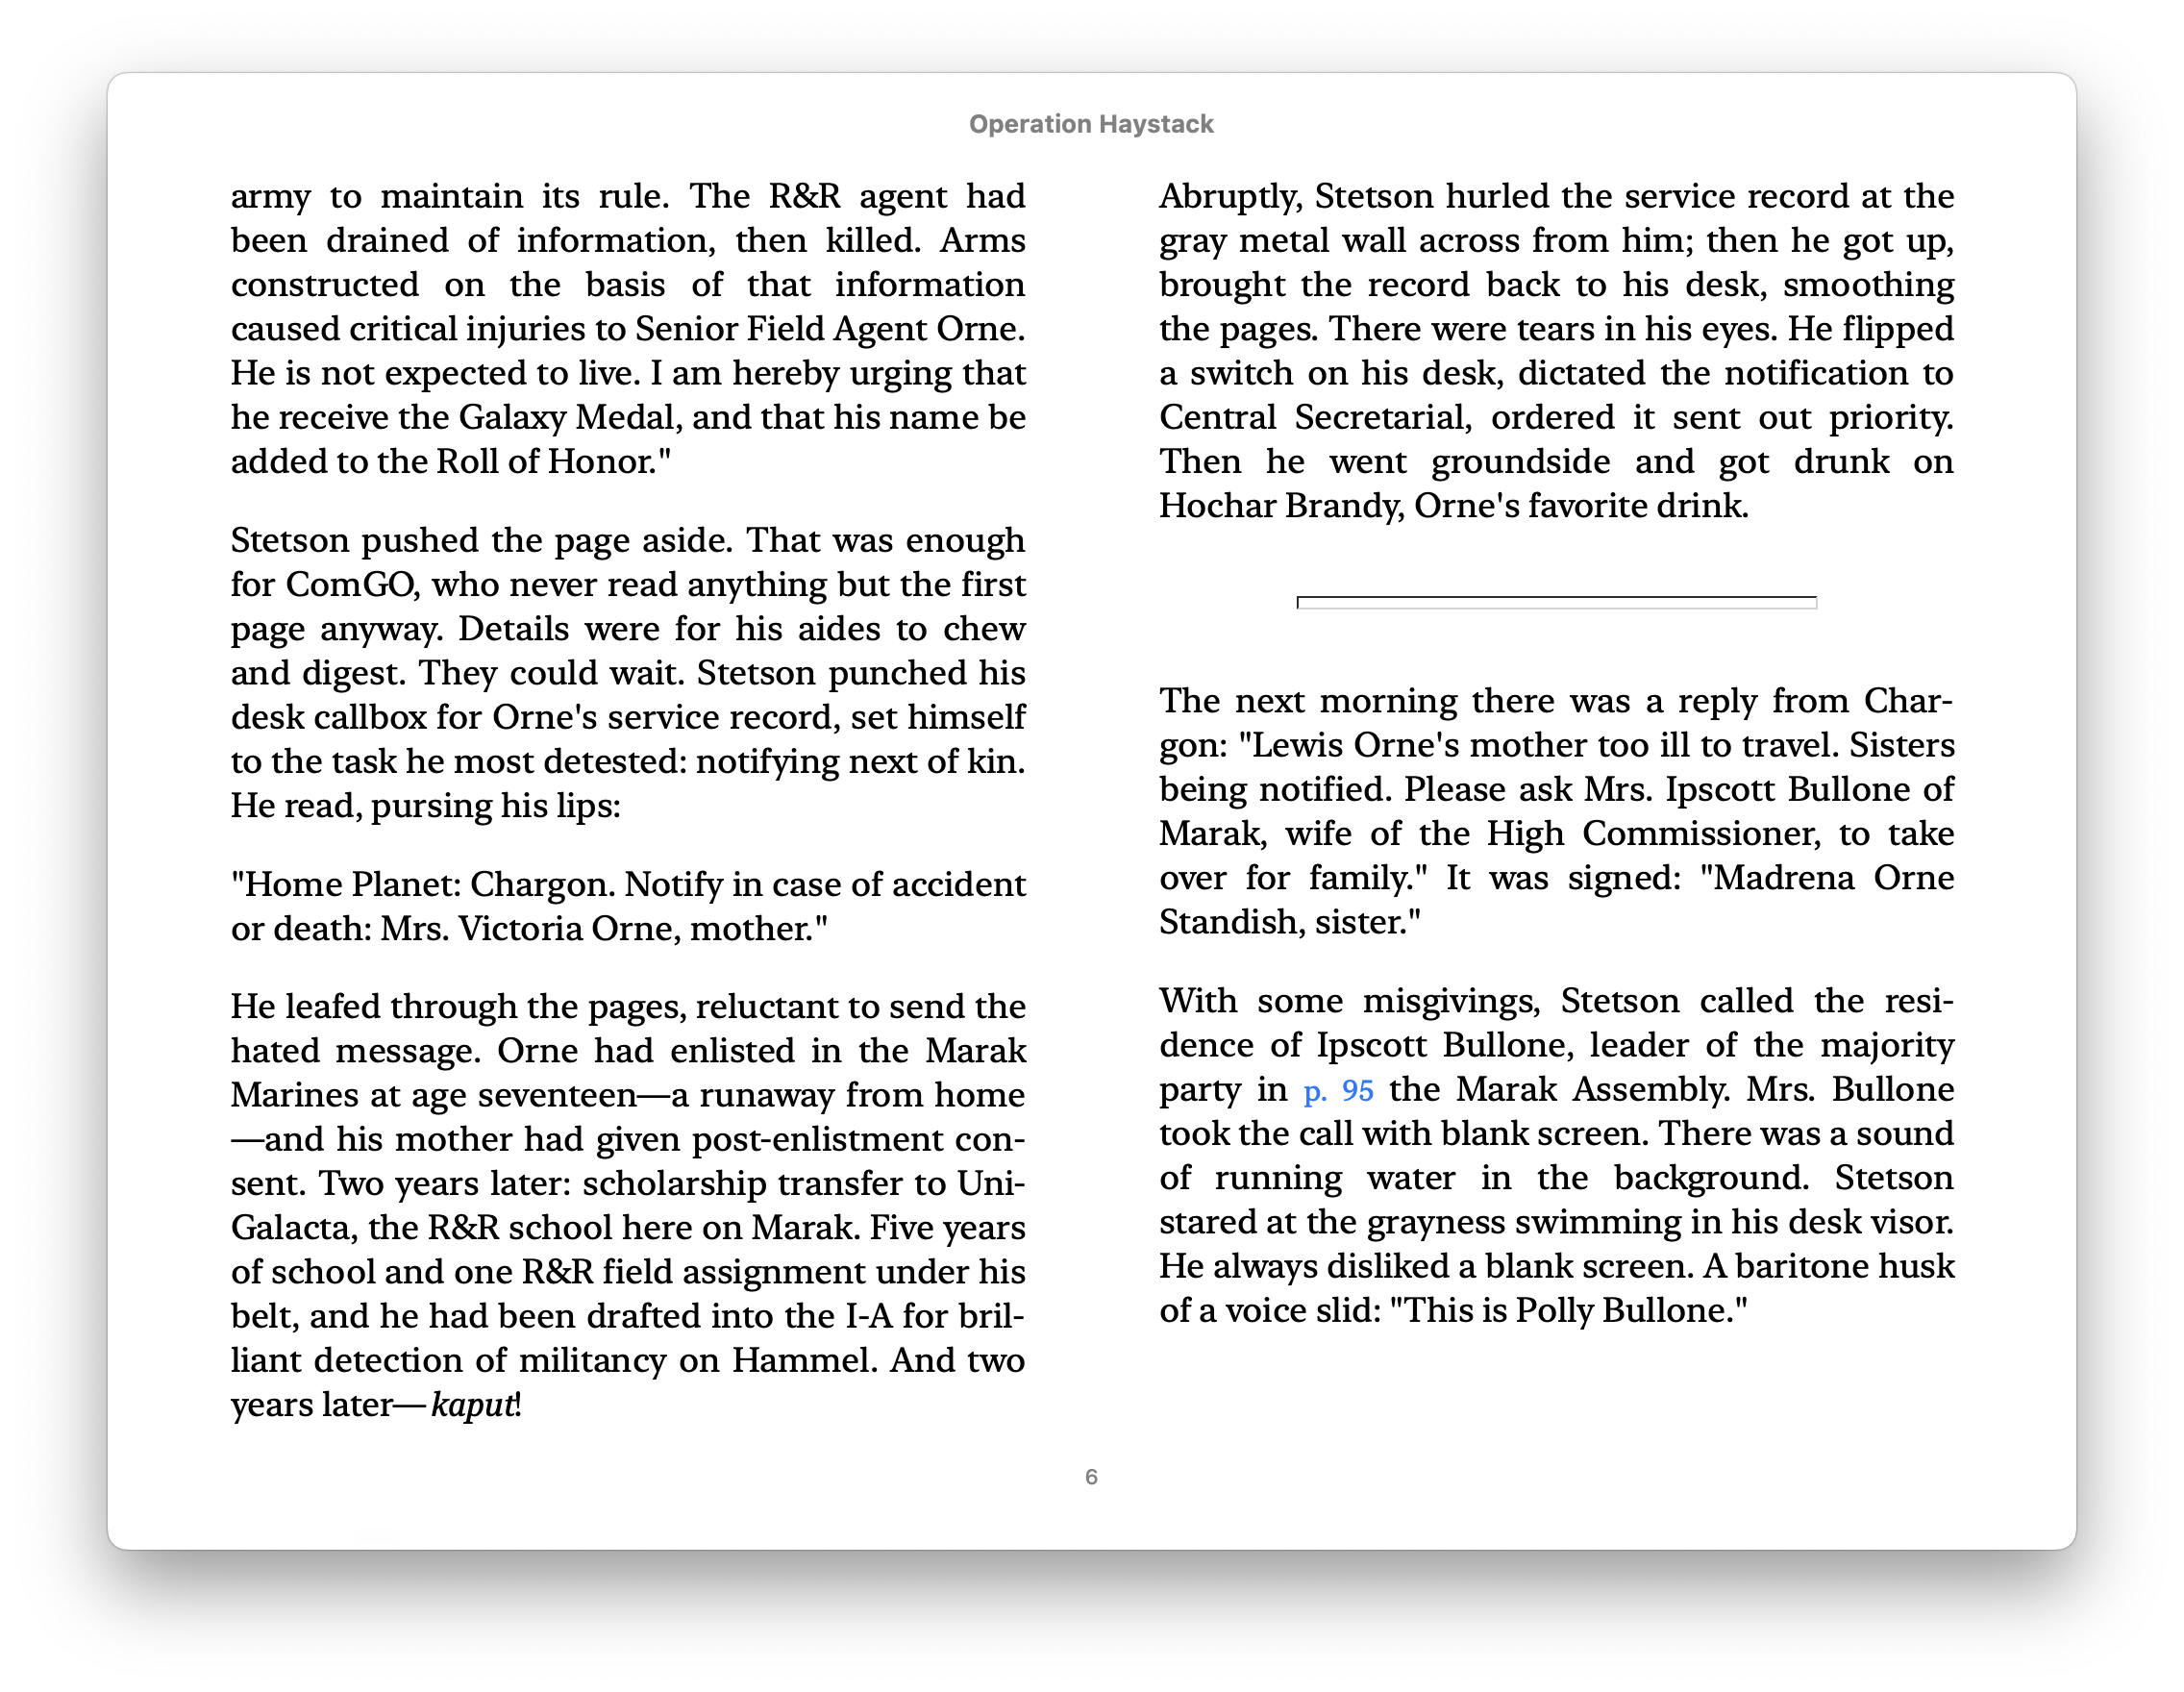 Operation Haystack
army to maintain its rule. The R&R agent had
been drained of information, then killed. Arms
constructed on the basis of that information
caused critical injuries to Senior Field Agent Orne.
He is not expected to live. I am hereby urging that
he receive the Galaxy Medal, and that his name be
added to the Roll of Honor."
Stetson pushed the page aside. That was enough
for ComGO, who never read anything but the first
page anyway. Details were for his aides to chew
and digest. They could wait. Stetson punched his
desk callbox for Orne's service record, set himself
to the task he most detested: notifying next of kin.
He read, pursing his lips:
"Home Planet: Chargon. Notify in case of accident
or death: Mrs. Victoria Orne, mother."
He leafed through the pages, reluctant to send the
hated message. Orne had enlisted in the Marak
Marines at age seventeen—a runaway from home
—and his mother had given post-enlistment con-
sent. Two years later: scholarship transfer to Uni-
Galacta, the R&R school here on Marak. Five years
of school and one R&R field assignment under his
belt, and he had been drafted into the I-A for bril-
liant detection of militancy on Hammel. And two
years later—kaput!
Abruptly, Stetson hurled the service record at the
gray metal wall across from him; then he got up,
brought the record back to his desk, smoothing
the pages. There were tears in his eyes. He flipped
a switch on his desk, dictated the notification to
Central Secretarial, ordered it sent out priority.
Then he went groundside and got drunk on
Hochar Brandy, Orne's favorite drink.
The next morning there was a reply from Char-
gon: "Lewis Orne's mother too ill to travel. Sisters
being notified. Please ask Mrs. Ipscott Bullone of
Marak, wife of the High Commissioner, to take
over for family." It was signed: "Madrena Orne
Standish, sister."
With some misgivings, Stetson called the resi-
dence of Ipscott Bullone, leader of the majority
party in p. 95 the Marak Assembly. Mrs. Bullone
took the call with blank screen. There was a sound
of running water in the background. Stetson
stared at the grayness swimming in his desk visor.
He always disliked a blank screen. A baritone husk
of a voice slid: "This is Polly Bullone."
6